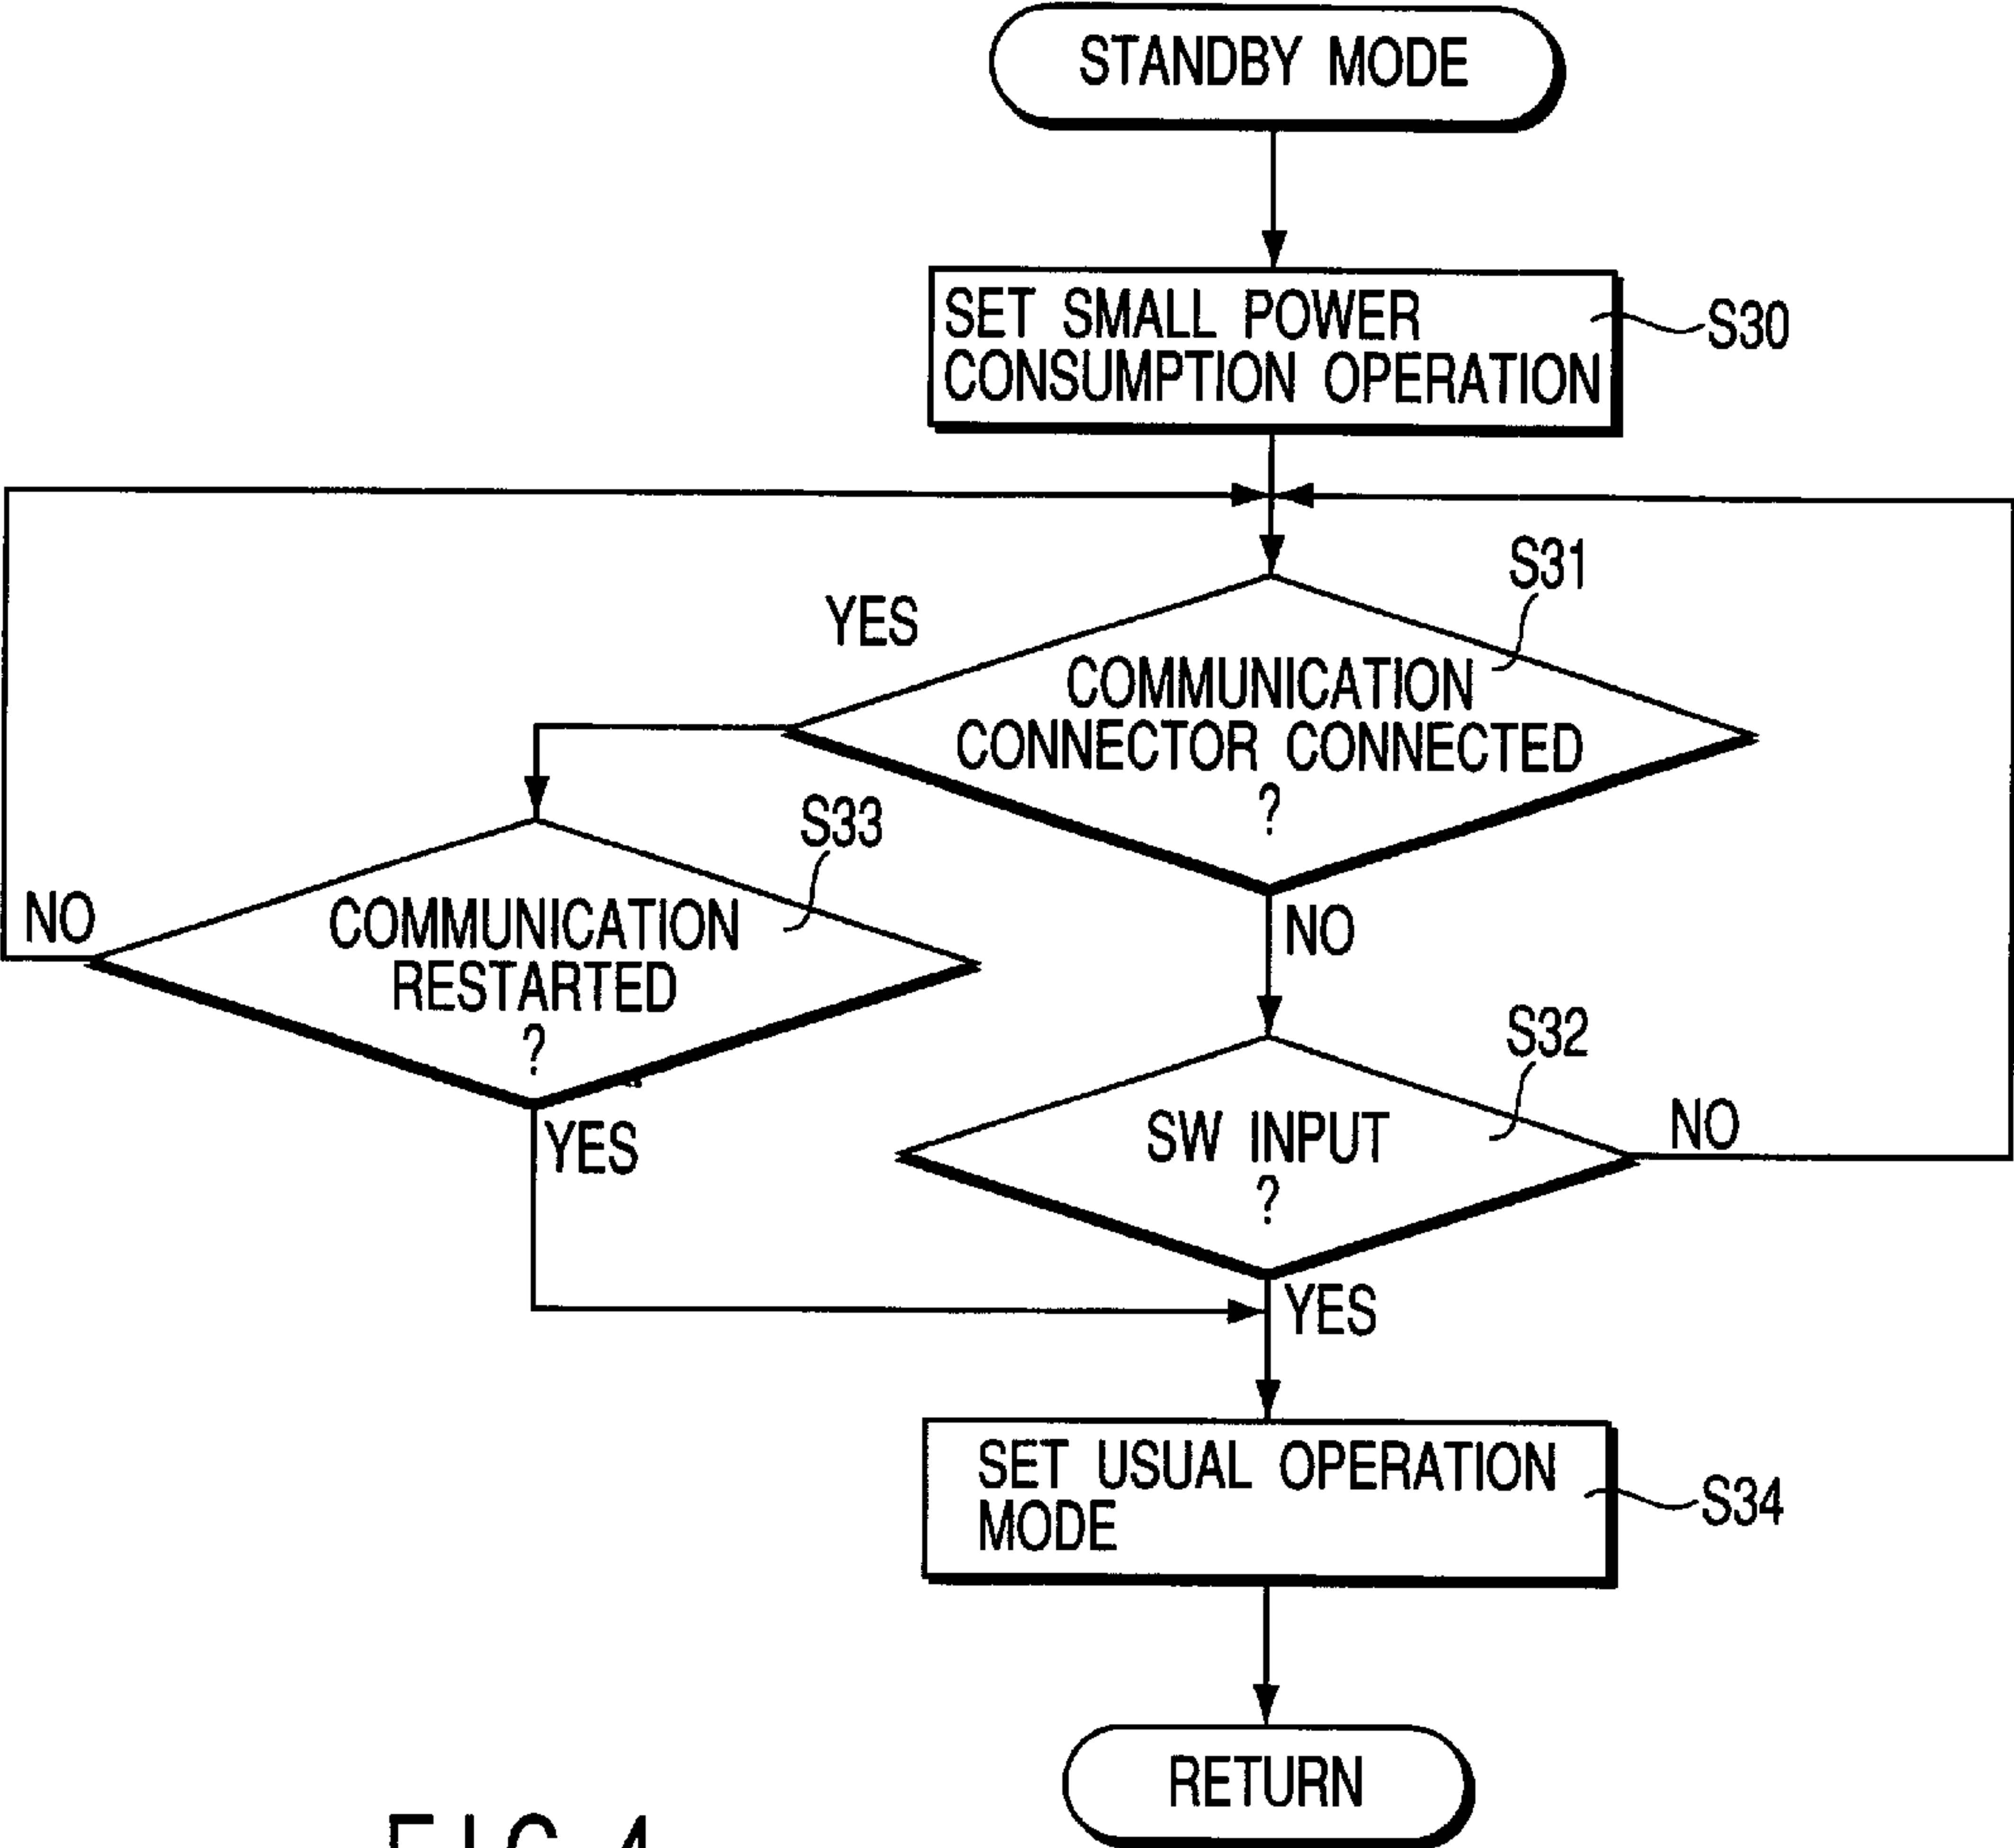 STANDBY MODE
SET SMALL POWER
CONSUMPTION OPERATION
S30
S31
YES
COMMUNICATION
CONNECTOR CONNECTED
?
S33
NO
COMMUNICATION
RESTARTED
?
NO
S32
YES
SW INPUT
?
NO
YES
SET USUAL OPERATION
MODE
S34
RETURN